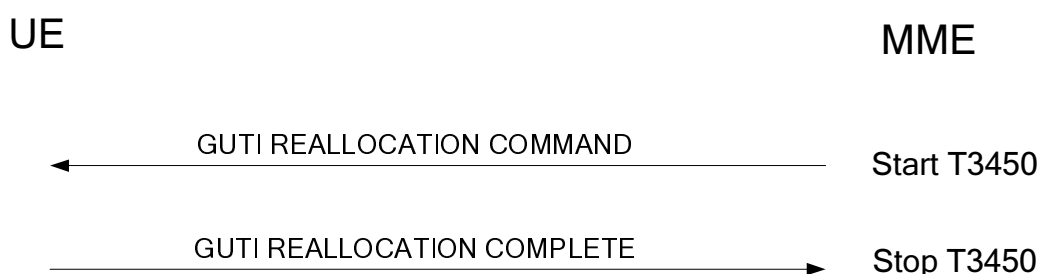 UE
MME
GUTI REALLOCATION COMMAND
Start T3450
GUTI REALLOCATION COMPLETE
Stop T3450